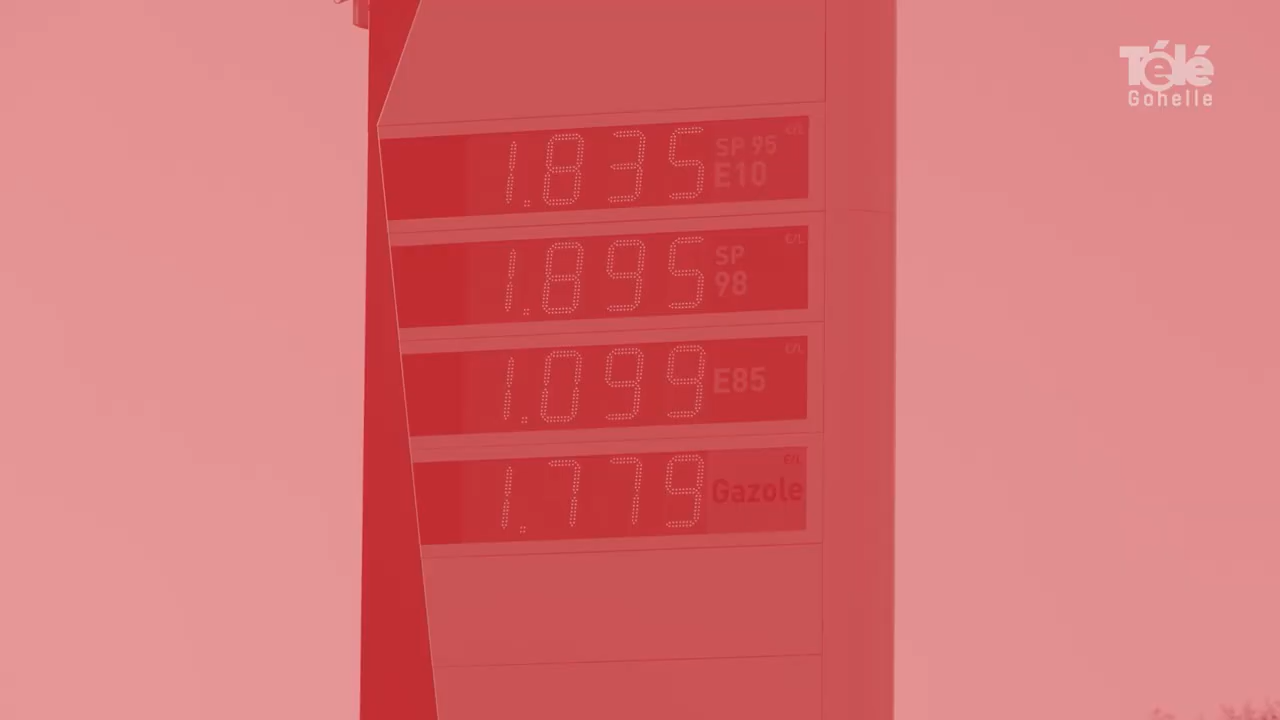 Télé
Gohelle
1.835 SP 95 €/L
E10
1.895 SP €/L
98
1.099 E85 €/L
1.779 Gazole €/L